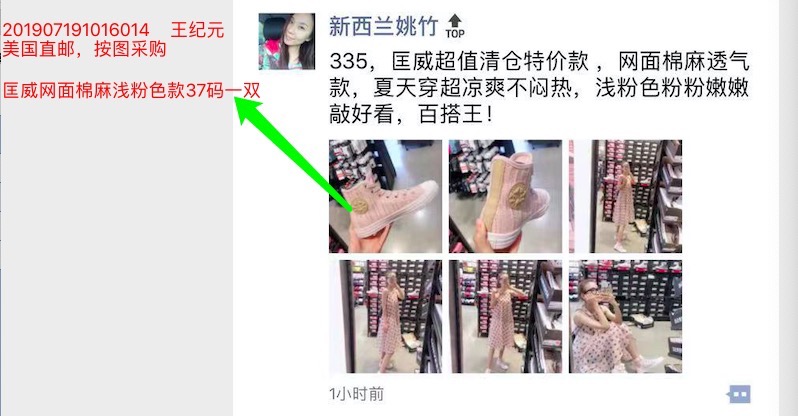 201907191016014 王纪元
美国直邮，按图采购
匡威网面棉麻浅粉色款37码一双
新西兰姚竹
TOP
335，匡威超值清仓特价款，网面棉麻透气
款，夏天穿超凉爽不闷热，浅粉色粉粉嫩嫩
敲好看，百搭王！
1小时前